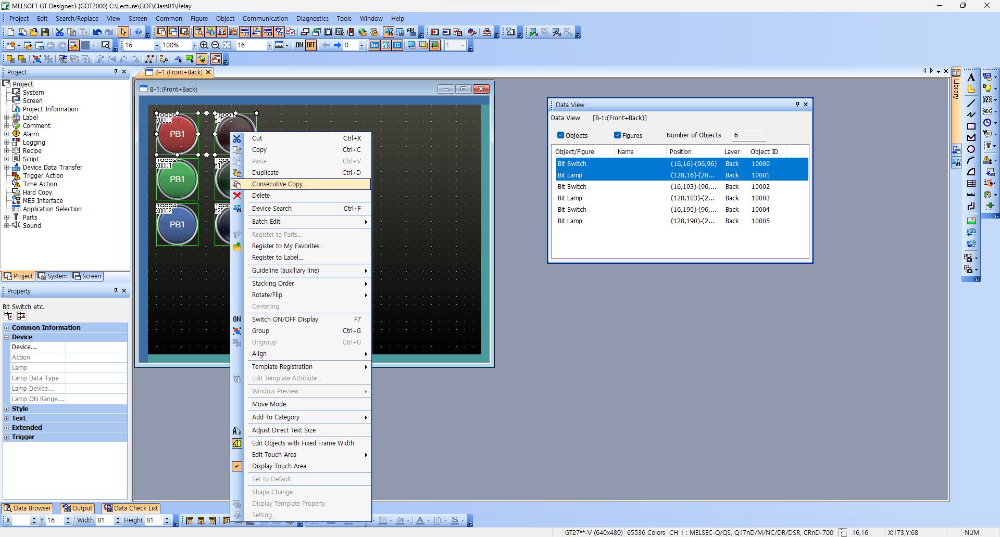 MELSOFT GT Designer3 (GOT2000) C:\Lecture\GOT\Class01\Relay
Project Edit Search/Replace View Screen Common Figure Object Communication Diagnostics Tools Window Help
16 100% 16 ON OFF 0 Dev ID 1
Project
B-1:(Front+Back)
Project
System
Screen
Project Information
Label
Comment
Alarm
Logging
Recipe
Script
Device Data Transfer
Trigger Action
Time Action
Hard Copy
MES Interface
Application Selection
Parts
Sound
Project System Screen
Property
Bit Switch etc.
Common Information
Device
Device...
Action
Lamp
Lamp Data Type
Lamp Device...
Lamp ON Range...
Style
Text
Extended
Trigger
B-1:(Front+Back)
X0000
PB1
M0
10002
X0001
PB1
M1
10004
X0002
PB1
M2
Cut Ctrl+X
Copy Ctrl+C
Paste Ctrl+V
Duplicate Ctrl+D
Consecutive Copy...
Delete
Device Search Ctrl+F
Batch Edit
Register to Parts...
Register to My Favorites...
Register to Label...
Guideline (auxiliary line)
Stacking Order
Rotate/Flip
Centering
ON Switch ON/OFF Display F7
Group Ctrl+G
Ungroup Ctrl+U
Align
Template Registration
Edit Template Attribute...
Window Preview
Move Mode
Add To Category
Adjust Direct Text Size
Edit Objects with Fixed Frame Width
Edit Touch Area
Display Touch Area
Set to Default
Shape Change...
Display Template Property
Setting...
Data View
Data View [B-1:(Front+Back)]
Objects Figures Number of Objects 6
Object/Figure Name Position Layer Object ID
Bit Switch (16,16)-(96,96) Back 10000
Bit Lamp (128,16)-(20... Back 10001
Bit Switch (16,103)-(96,... Back 10002
Bit Lamp (128,103)-(2... Back 10003
Bit Switch (16,190)-(96,... Back 10004
Bit Lamp (128,190)-(2... Back 10005
Library
Data Browser Output Data Check List
X Y 16 Width 81 Height 81
GT27**-V (640x480) 65536 Colors CH 1 : MELSEC-Q/QS, Q17nD/M/NC/DR/DSR, CRnD-700 16,16 X:173,Y:68 NUM